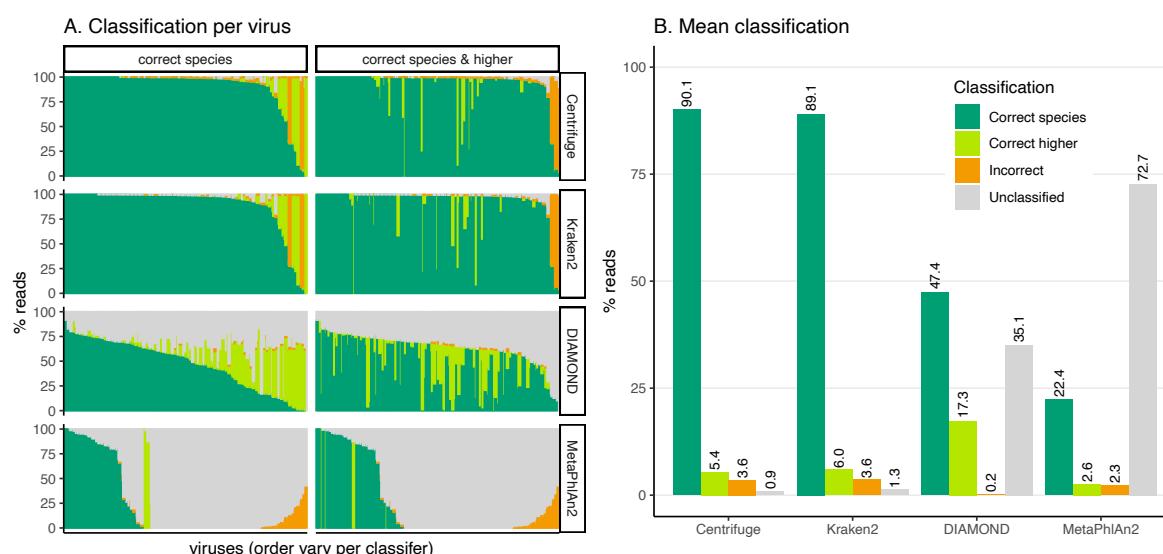 A. Classification per virus
correct species
correct species & higher
100
75
50
25
0
Centrifuge
100
75
50
25
0
Kraken2
100
75
50
25
0
DIAMOND
100
75
50
25
0
MetaPhlAn2
% reads
viruses (order vary per classifer)
B. Mean classification
% reads
100
75
50
25
0
Classification
Correct species
Correct higher
Incorrect
Unclassified
90.1
5.4
3.6
0.9
89.1
6.0
3.6
1.3
47.4
17.3
0.2
35.1
22.4
2.6
2.3
72.7
Centrifuge
Kraken2
DIAMOND
MetaPhlAn2